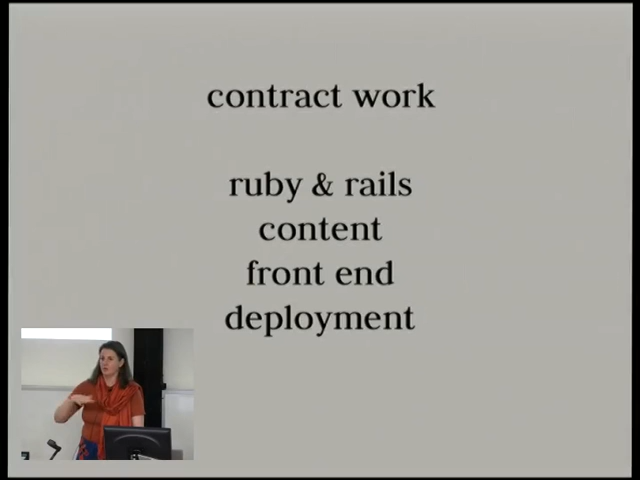 contract work
ruby & rails
content
front end
deployment